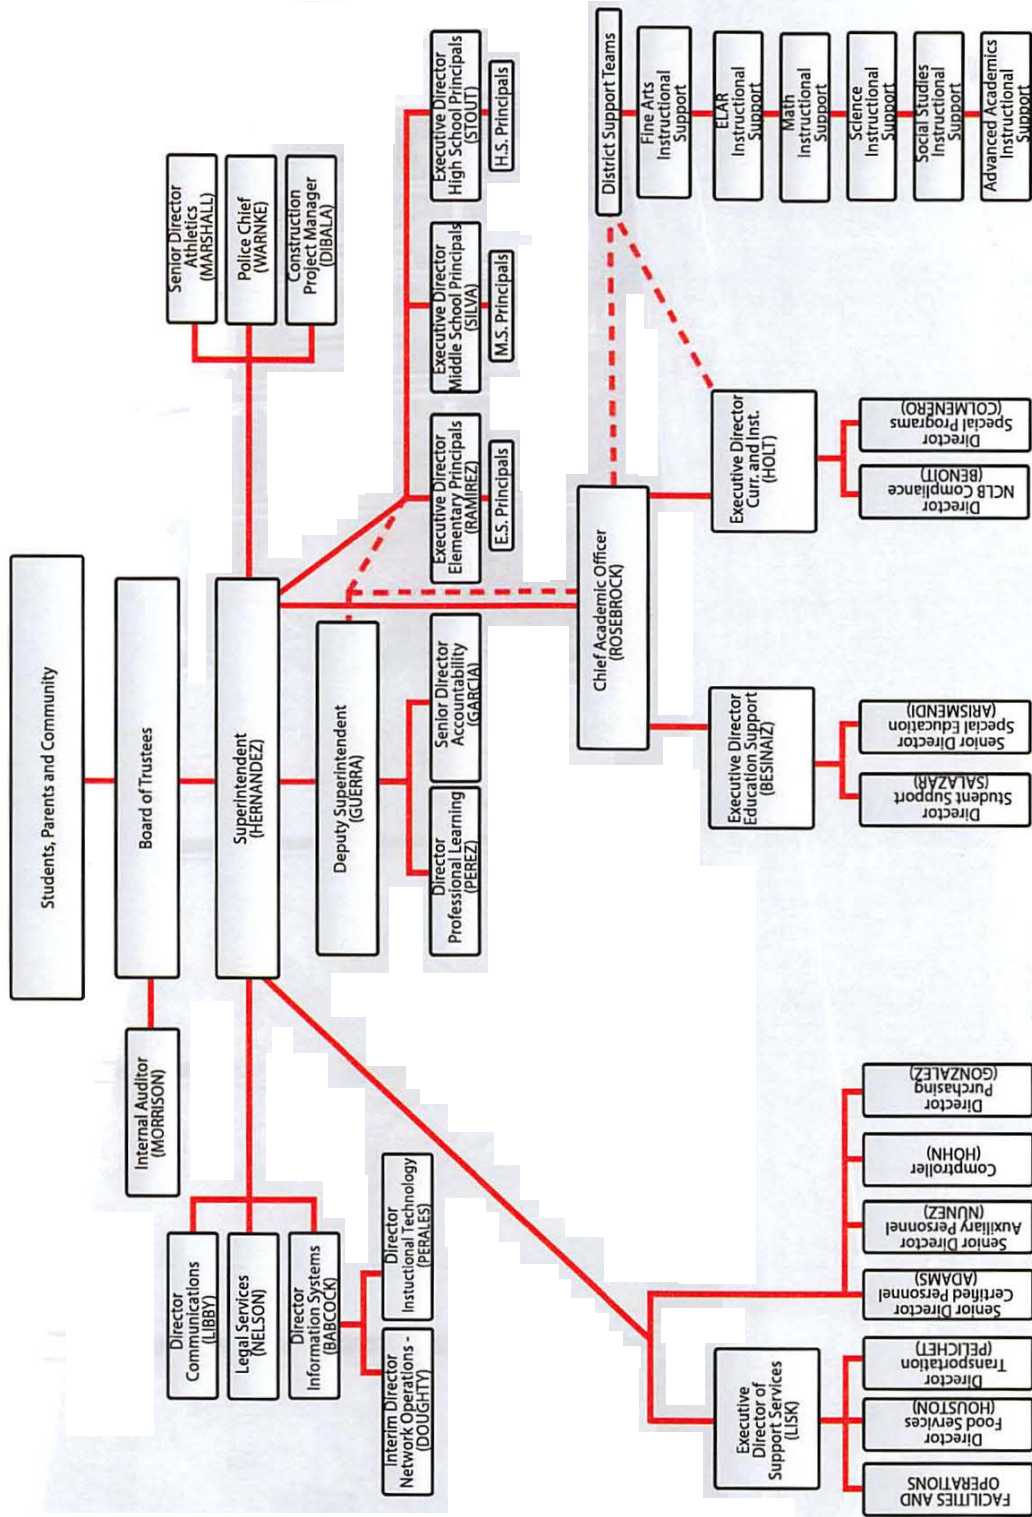 Students, Parents and Community
Board of Trustees
Internal Auditor
(MORRISON)
Superintendent
(HERNANDEZ)
Director
Communications
(LIBBY)
Legal Services
(NELSON)
Director
Information Systems
(BABCOCK)
Interim Director
Network Operations -
(DOUGHTY)
Director
Instuctional Technology
(PERALES)
Senior Director
Athletics
(MARSHALL)
Police Chief
(WARNKE)
Construction
Project Manager
(DIBALA)
Deputy Superintendent
(GUERRA)
Director
Professional Learning
(PEREZ)
Senior Director
Accountability
(GARCIA)
Executive Director
Elementary Principals
(RAMIREZ)
E.S. Principals
Executive Director
Middle School Principals
(SILVA)
M.S. Principals
Executive Director
High School Principals
(STOUT)
H.S. Principals
Chief Academic Officer
(ROSEBROCK)
District Support Teams
Fine Arts
Instructional
Support
ELAR
Instructional
Support
Math
Instructional
Support
Science
Instructional
Support
Social Studies
Instructional
Support
Advanced Academics
Instructional
Support
Executive Director
of Support Services
(LISK)
FACILITIES AND
OPERATIONS
Director
Food Services
(HOUSTON)
Director
Transportation
(PELICHET)
Senior Director
Certified Personnel
(ADAMS)
Senior Director
Auxiliary Personnel
(NUNEZ)
Comptroller
(HOHN)
Director
Purchasing
(GONZALEZ)
Executive Director
Education Support
(BESINAIZ)
Director
Student Support
(SALAZAR)
Senior Director
Special Education
(ARISMENDI)
Executive Director
Curr. and Inst.
(HOLT)
Director
NCLB Compliance
(BENOIT)
Director
Special Programs
(COLMENERO)